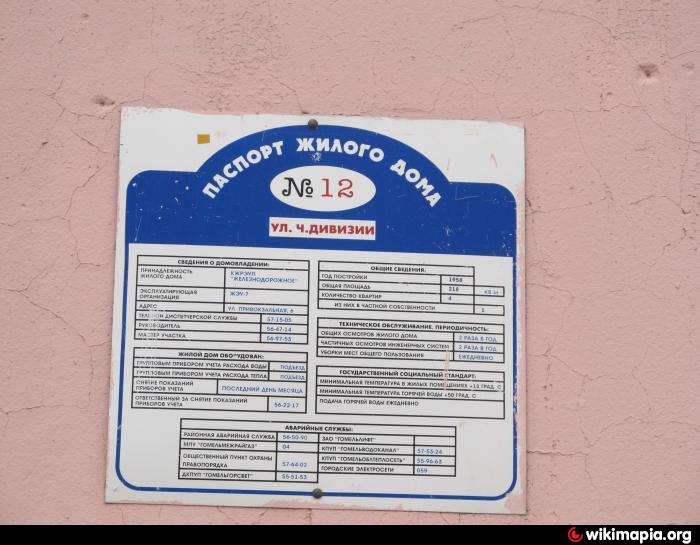 ПАСПОРТ ЖИЛОГО ДОМА
№ 12
УЛ. Ч.ДИВИЗИИ
СВЕДЕНИЯ О ДОМОВЛАДЕНИИ:
ПРИНАДЛЕЖНОСТЬ ЖИЛОГО ДОМА КЖРЭУП "ЖЕЛЕЗНОДОРОЖНОЕ"
ЭКСПЛУАТИРУЮЩАЯ ОРГАНИЗАЦИЯ ЖЭУ-7
АДРЕС УЛ. ПРИВОКЗАЛЬНАЯ, 6
ТЕЛЕФОН ДИСПЕТЧЕРСКОЙ СЛУЖБЫ 57-15-05
РУКОВОДИТЕЛЬ 56-47-14
МАСТЕР УЧАСТКА 56-97-53
ЖИЛОЙ ДОМ ОБОРУДОВАН:
ГРУППОВЫМ ПРИБОРОМ УЧЕТА РАСХОДА ВОДЫ ПОДЪЕЗД
ГРУППОВЫМ ПРИБОРОМ УЧЕТА РАСХОДА ТЕПЛА ПОДЪЕЗД
СНЯТИЕ ПОКАЗАНИЙ ПРИБОРОВ УЧЕТА ПОСЛЕДНИЙ ДЕНЬ МЕСЯЦА
ОТВЕТСТВЕННЫЙ ЗА СНЯТИЕ ПОКАЗАНИЙ ПРИБОРОВ УЧЕТА 56-22-17
ОБЩИЕ СВЕДЕНИЯ:
ГОД ПОСТРОЙКИ 1958
ОБЩАЯ ПЛОЩАДЬ 218 КВ.М
КОЛИЧЕСТВО КВАРТИР 4
ИЗ НИХ В ЧАСТНОЙ СОБСТВЕННОСТИ 1
ТЕХНИЧЕСКОЕ ОБСЛУЖИВАНИЕ. ПЕРИОДИЧНОСТЬ:
ОБЩИХ ОСМОТРОВ ЖИЛОГО ДОМА 2 РАЗА В ГОД
ЧАСТИЧНЫХ ОСМОТРОВ ИНЖЕНЕРНЫХ СИСТЕМ 2 РАЗА В ГОД
УБОРКИ МЕСТ ОБЩЕГО ПОЛЬЗОВАНИЯ ЕЖЕДНЕВНО
ГОСУДАРСТВЕННЫЙ СОЦИАЛЬНЫЙ СТАНДАРТ:
МИНИМАЛЬНАЯ ТЕМПЕРАТУРА В ЖИЛЫХ ПОМЕЩЕНИЯХ +18 ГРАД. С
МИНИМАЛЬНАЯ ТЕМПЕРАТУРА ГОРЯЧЕЙ ВОДЫ +50 ГРАД. С
ПОДАЧА ГОРЯЧЕЙ ВОДЫ ЕЖЕДНЕВНО
АВАРИЙНЫЕ СЛУЖБЫ:
РАЙОННАЯ АВАРИЙНАЯ СЛУЖБА 56-50-90
МПУ "ГОМЕЛЬМЕЖРАЙГАЗ" 04
ОБЩЕСТВЕННЫЙ ПУНКТ ОХРАНЫ ПРАВОПОРЯДКА 57-64-02
ДКПУП "ГОМЕЛЬГОРСВЕТ" 55-51-53
ЗАО "ГОМЕЛЬЛИФТ"
КПУП "ГОМЕЛЬВОДОКАНАЛ" 57-53-24
КПУП "ГОМЕЛЬОБЛТЕПЛОСЕТЬ" 55-96-63
ГОРОДСКИЕ ЭЛЕКТРОСЕТИ 059
wikimapia.org